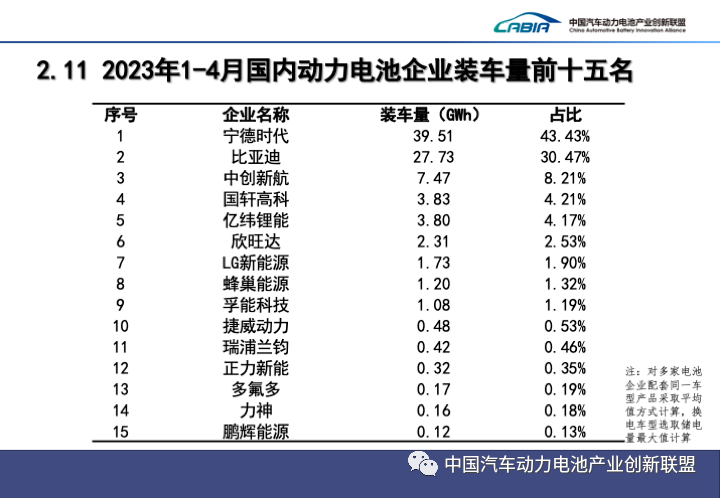 CABIA 中国汽车动力电池产业创新联盟
China Automotive Battery Innovation Alliance
2.11 2023年1-4月国内动力电池企业装车量前十五名
序号 企业名称 装车量（GWh） 占比
1 宁德时代 39.51 43.43%
2 比亚迪 27.73 30.47%
3 中创新航 7.47 8.21%
4 国轩高科 3.83 4.21%
5 亿纬锂能 3.80 4.17%
6 欣旺达 2.31 2.53%
7 LG新能源 1.73 1.90%
8 蜂巢能源 1.20 1.32%
9 孚能科技 1.08 1.19%
10 捷威动力 0.48 0.53%
11 瑞浦兰钧 0.42 0.46%
12 正力新能 0.32 0.35%
13 多氟多 0.17 0.19%
14 力神 0.16 0.18%
15 鹏辉能源 0.12 0.13%
注：对多家电池
企业配套同一车
型产品采取平均
值方式计算，换
电车型选取储电
量最大值计算
中国汽车动力电池产业创新联盟